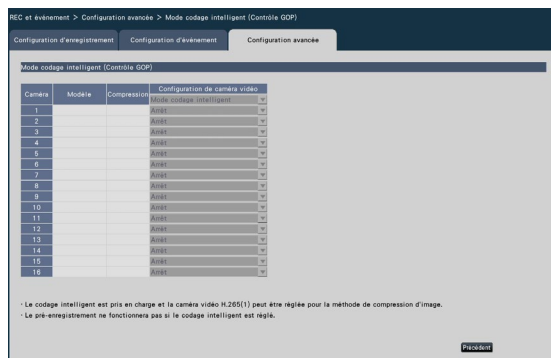 REC et événement > Configuration avancée > Mode codage intelligent (Contrôle GOP)
Configuration d'enregistrement Configuration d'événement Configuration avancée
Mode codage intelligent (Contrôle GOP)
Caméra Modèle Compression Configuration de caméra vidéo
Mode codage intelligent
1 Arrêt
2 Arrêt
3 Arrêt
4 Arrêt
5 Arrêt
6 Arrêt
7 Arrêt
8 Arrêt
9 Arrêt
10 Arrêt
11 Arrêt
12 Arrêt
13 Arrêt
14 Arrêt
15 Arrêt
16 Arrêt
・Le codage intelligent est pris en charge et la caméra vidéo H.265(1) peut être réglée pour la méthode de compression d'image.
・Le pré-enregistrement ne fonctionnera pas si le codage intelligent est réglé.
Précédent